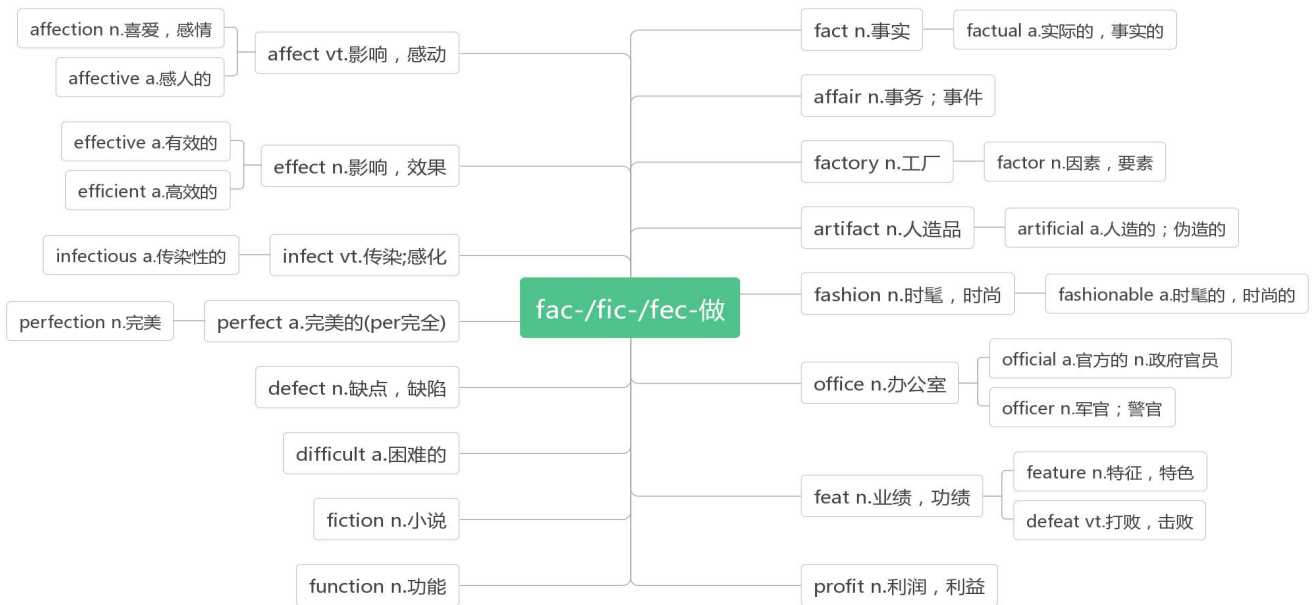 fac-/fic-/fec-做
fact n.事实
factual a.实际的，事实的
affair n.事务；事件
factory n.工厂
factor n.因素，要素
artifact n.人造品
artificial a.人造的；伪造的
fashion n.时髦，时尚
fashionable a.时髦的，时尚的
office n.办公室
official a.官方的 n.政府官员
officer n.军官；警官
feat n.业绩，功绩
feature n.特征，特色
defeat vt.打败，击败
profit n.利润，利益
affect vt.影响，感动
affection n.喜爱，感情
affective a.感人的
effect n.影响，效果
effective a.有效的
efficient a.高效的
infect vt.传染;感化
infectious a.传染性的
perfect a.完美的(per完全)
perfection n.完美
defect n.缺点，缺陷
difficult a.困难的
fiction n.小说
function n.功能